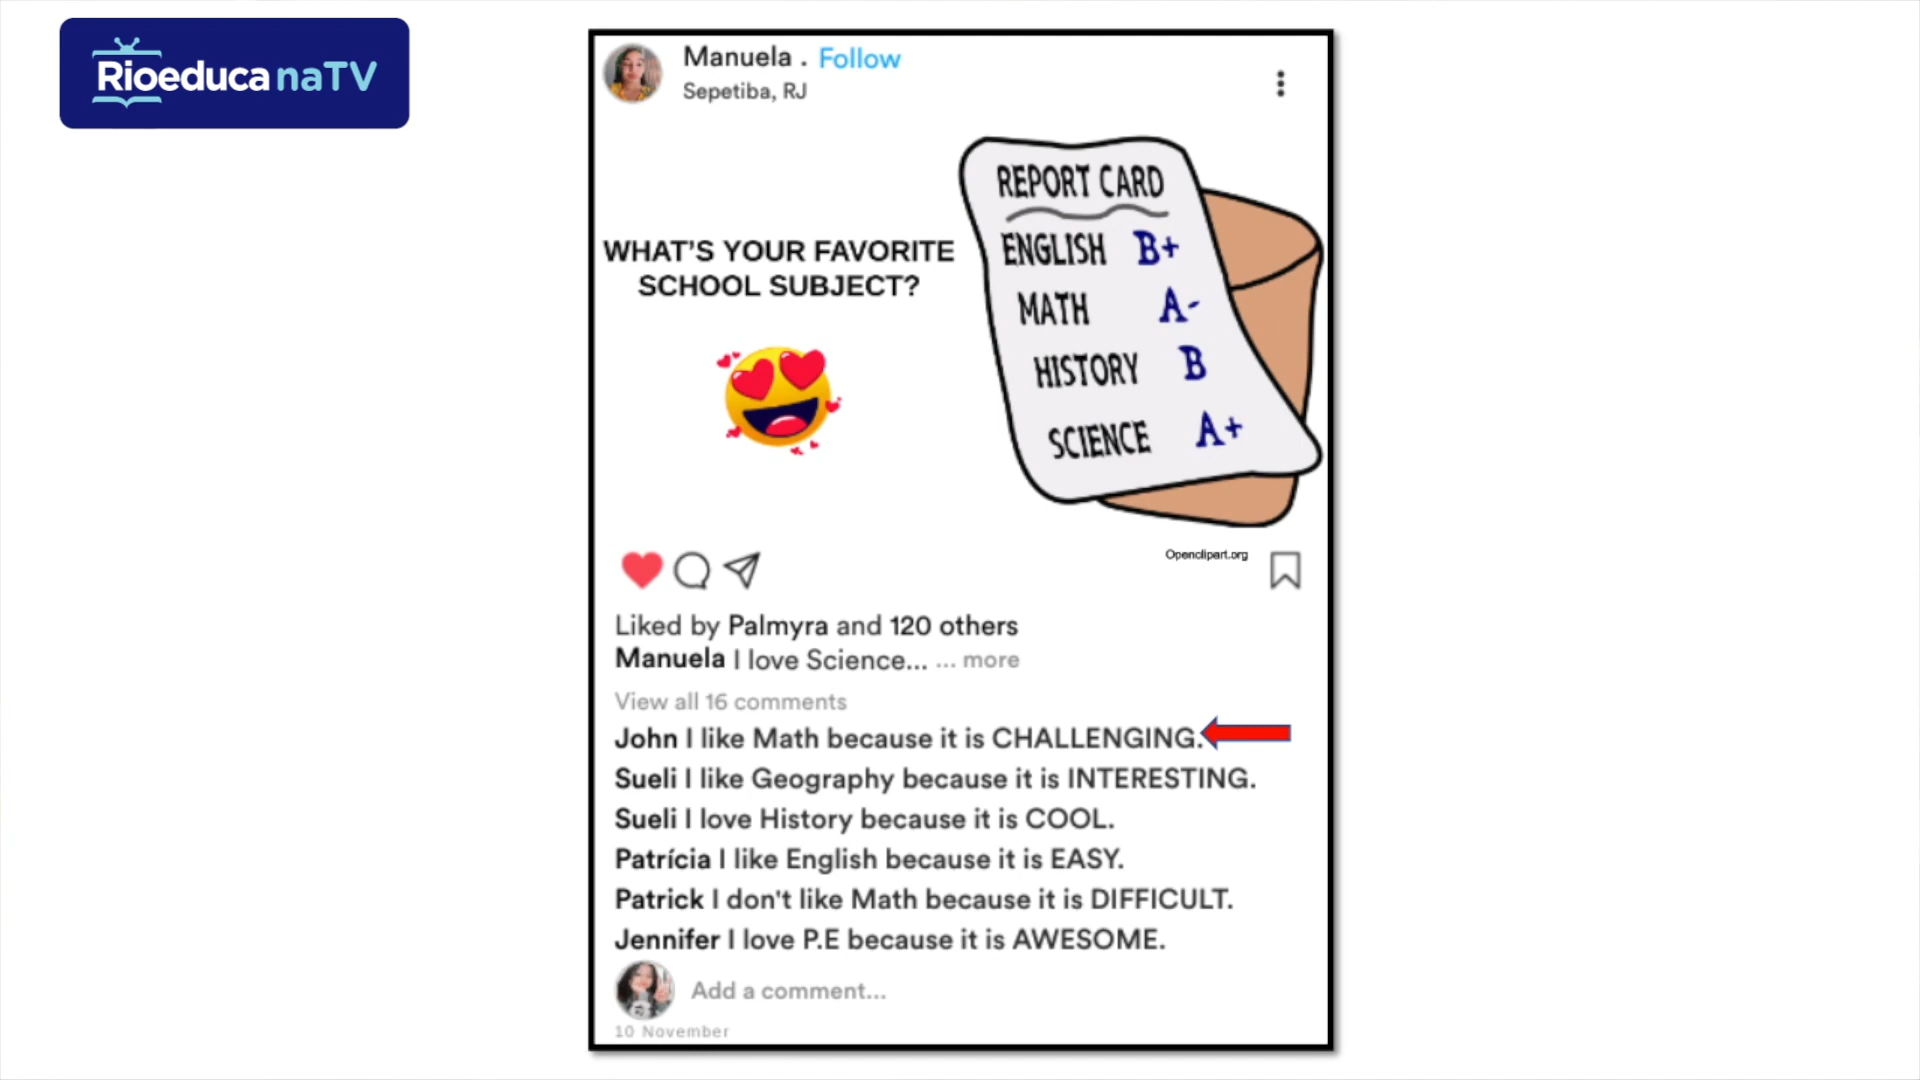 Rioeduca naTV
Manuela . Follow
Sepetiba, RJ
WHAT'S YOUR FAVORITE
SCHOOL SUBJECT?
REPORT CARD
ENGLISH B+
MATH A-
HISTORY B
SCIENCE A+
Openclipart.org
Liked by Palmyra and 120 others
Manuela I love Science... ... more
View all 16 comments
John I like Math because it is CHALLENGING.
Sueli I like Geography because it is INTERESTING.
Sueli I love History because it is COOL.
Patrícia I like English because it is EASY.
Patrick I don't like Math because it is DIFFICULT.
Jennifer I love P.E because it is AWESOME.
Add a comment...
10 November